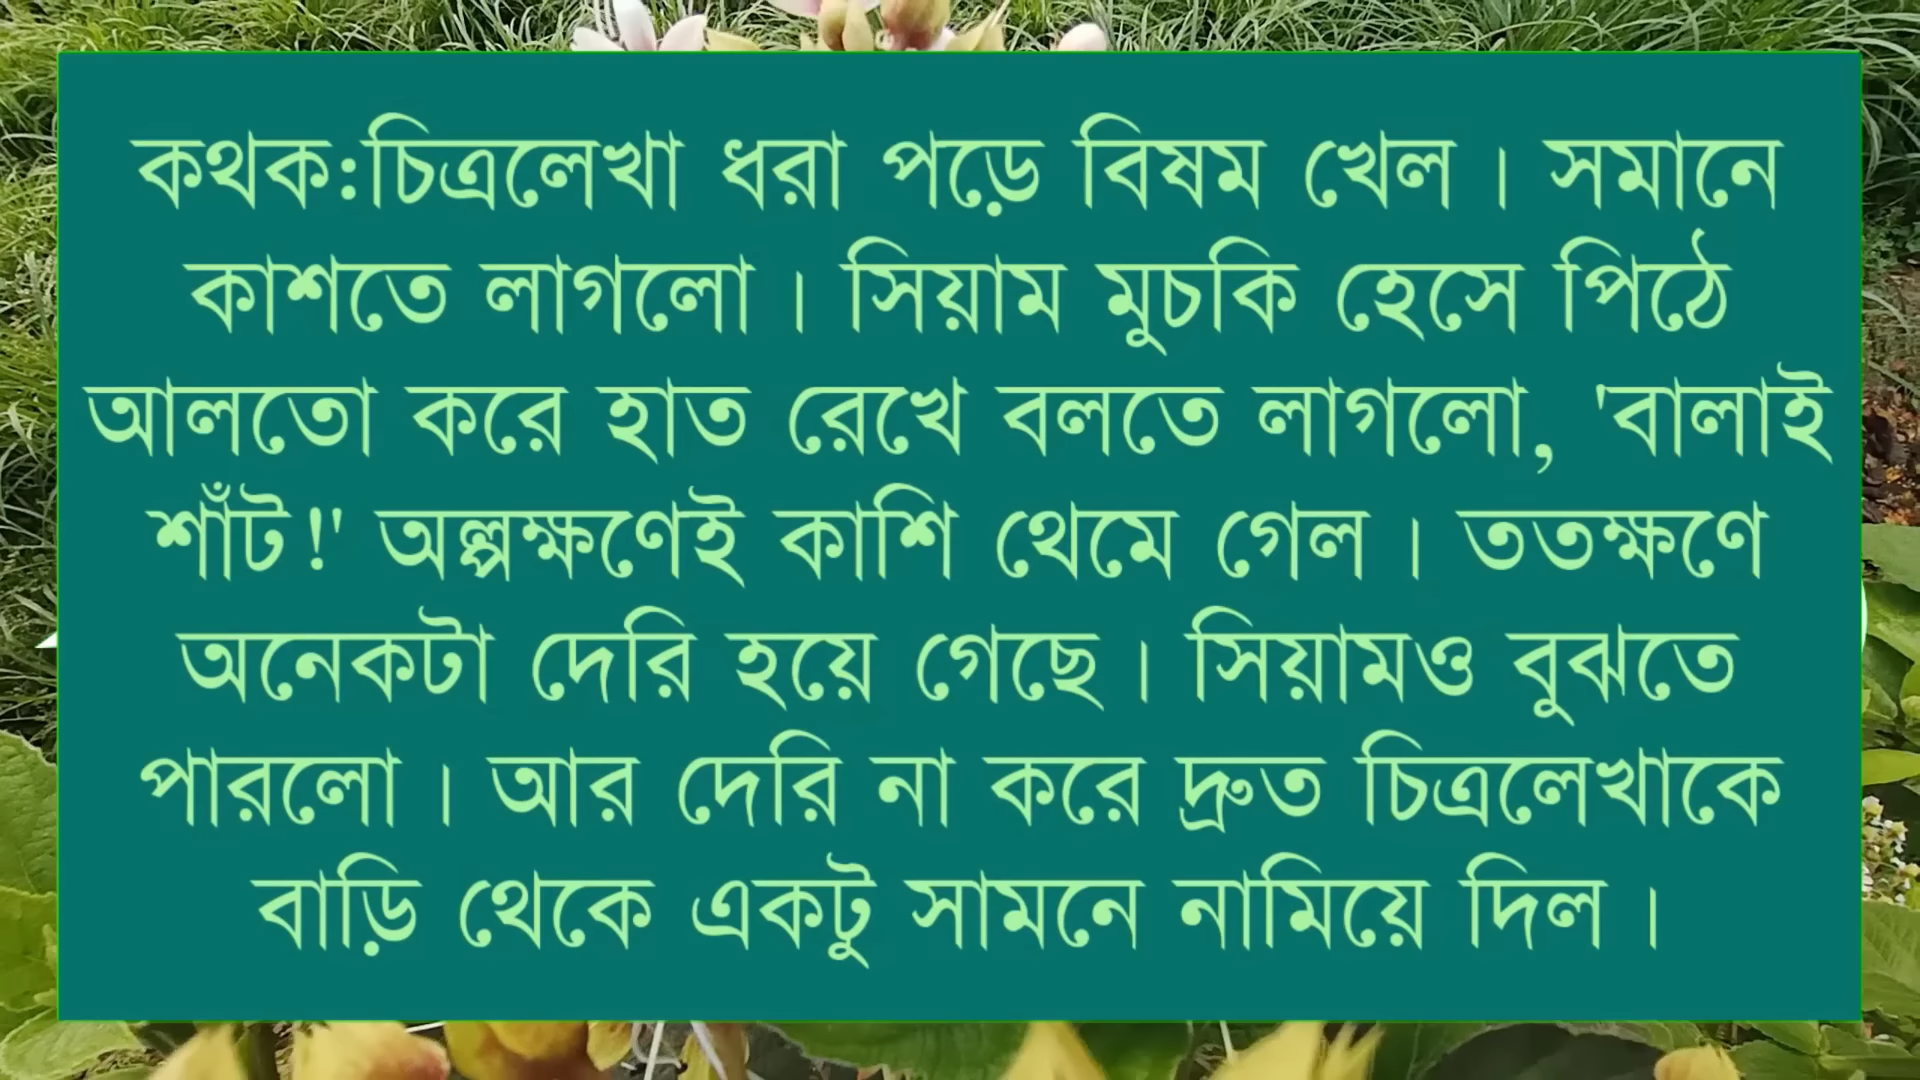 কথক:চিত্রলেখা ধরা পড়ে বিষম খেল। সমানে
কাশতে লাগলো। সিয়াম মুচকি হেসে পিঠে
আলতো করে হাত রেখে বলতে লাগলো, 'বালাই
শাঁট!' অল্পক্ষণেই কাশি থেমে গেল। ততক্ষণে
অনেকটা দেরি হয়ে গেছে। সিয়ামও বুঝতে
পারলো। আর দেরি না করে দ্রুত চিত্রলেখাকে
বাড়ি থেকে একটু সামনে নামিয়ে দিল।